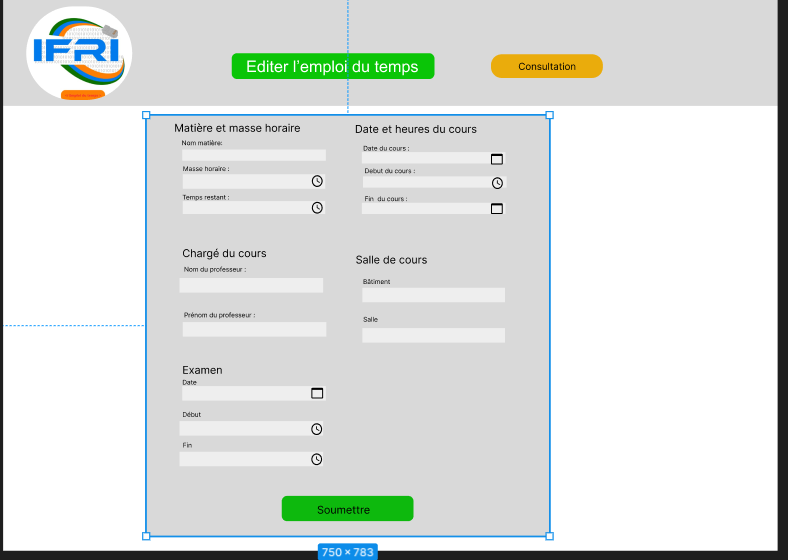 IFRI
Editer l'emploi du temps
Consultation
Matière et masse horaire
Nom matière:
Masse horaire :
Temps restant :
Date et heures du cours
Date du cours :
Debut du cours :
Fin  du cours :
Chargé du cours
Nom du professeur :
Prénom du professeur :
Salle de cours
Bâtiment
Salle
Examen
Date
Début
Fin
Soumettre
750 × 783